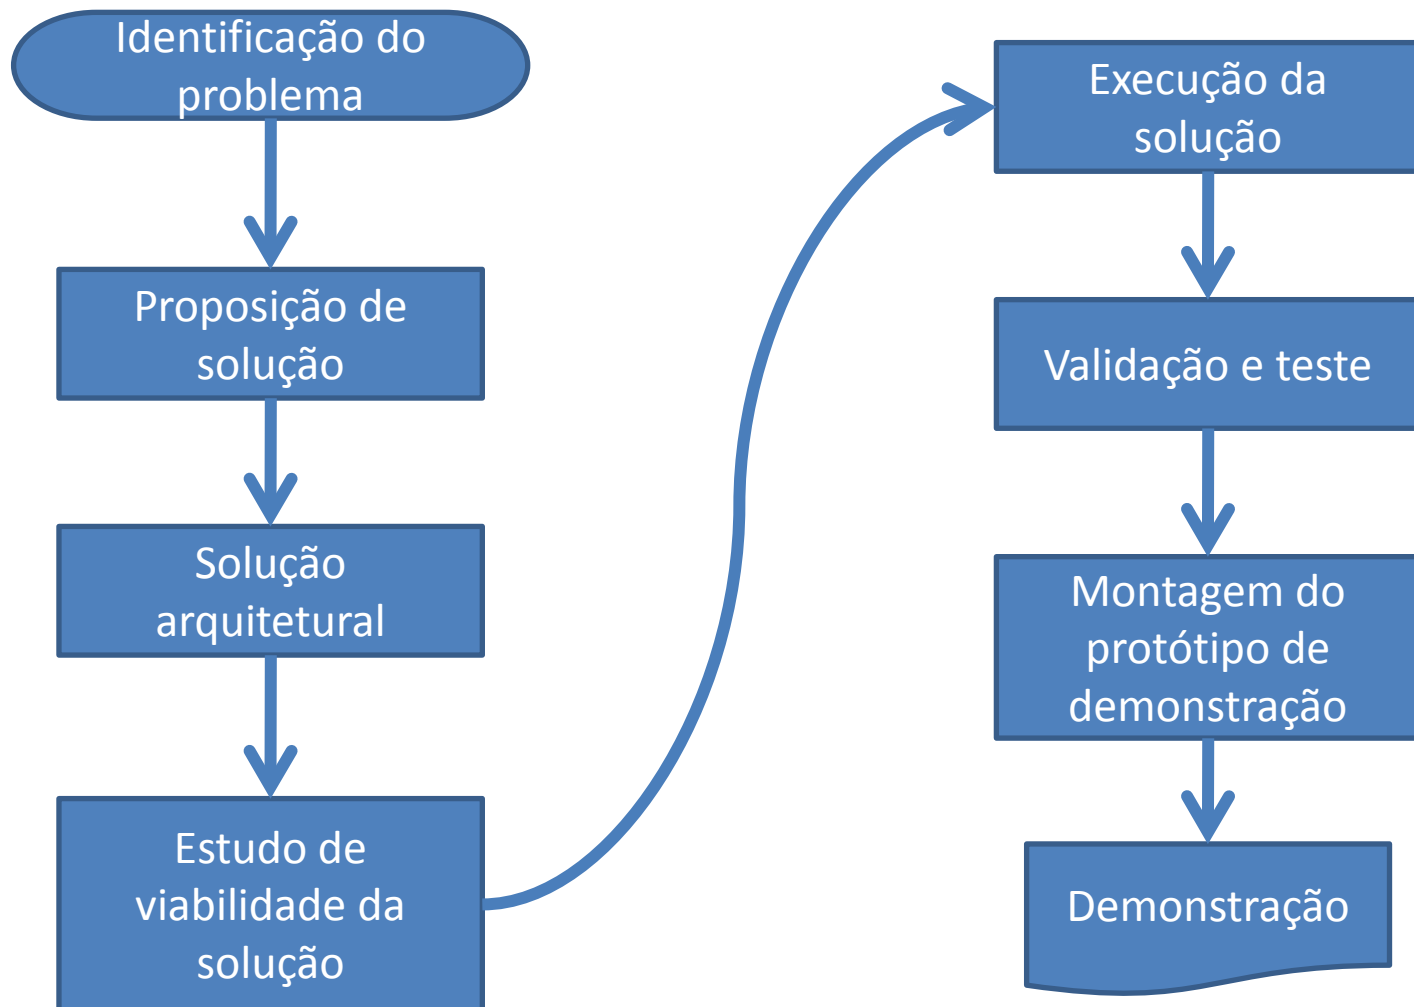 Identificação do
problema
Proposição de
solução
Solução
arquitetural
Estudo de
viabilidade da
solução
Execução da
solução
Validação e teste
Montagem do
protótipo de
demonstração
Demonstração